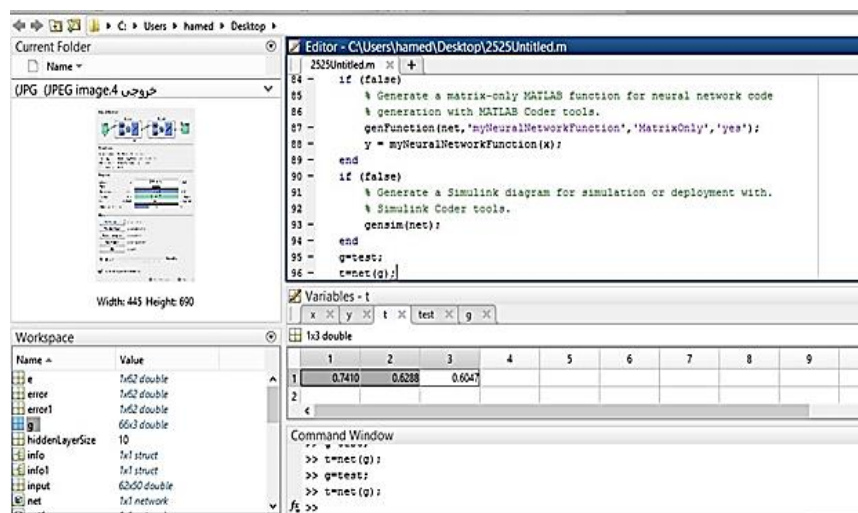 C: ▸ Users ▸ hamed ▸ Desktop ▸
Current Folder
Name
(JPG (JPEG image.4 خروجی
Width: 445 Height: 690
Workspace
Name Value
e 1x62 double
error 1x62 double
error1 1x62 double
g 66x3 double
hiddenLayerSize 10
info 1x1 struct
info1 1x1 struct
input 62x50 double
net 1x1 network
Editor - C:\Users\hamed\Desktop\2525Untitled.m
2525Untitled.m × +
84 – if (false)
85 % Generate a matrix-only MATLAB function for neural network code
86 % generation with MATLAB Coder tools.
87 – genFunction(net,'myNeuralNetworkFunction','MatrixOnly','yes');
88 – y = myNeuralNetworkFunction(x);
89 – end
90 – if (false)
91 % Generate a Simulink diagram for simulation or deployment with.
92 % Simulink Coder tools.
93 – gensim(net);
94 – end
95 – g=test;
96 – t=net(g);
Variables - t
x × y × t × test × g ×
1x3 double
1 2 3 4 5 6 7 8 9
1 0.7410 0.6288 0.6047
2
Command Window
>> t=net(g);
>> g=test;
>> t=net(g);
fx >>